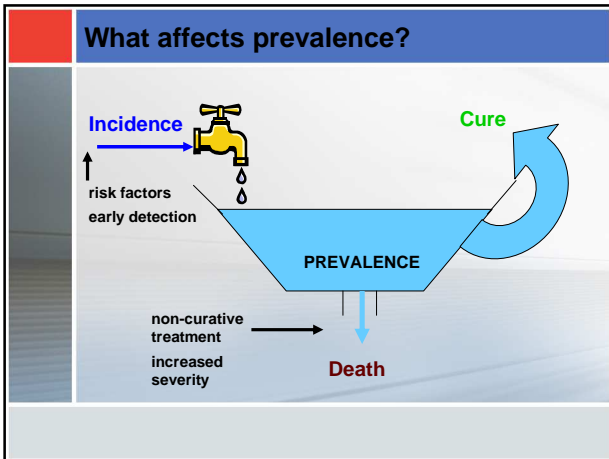 What affects prevalence?
Incidence
Cure
risk factors
early detection
PREVALENCE
non-curative
treatment
increased
severity
Death